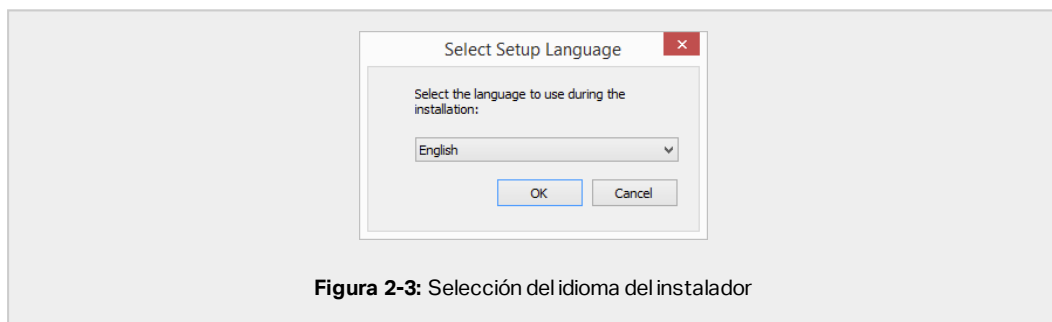 Select Setup Language
Select the language to use during the
installation:
English
OK Cancel
Figura 2-3: Selección del idioma del instalador